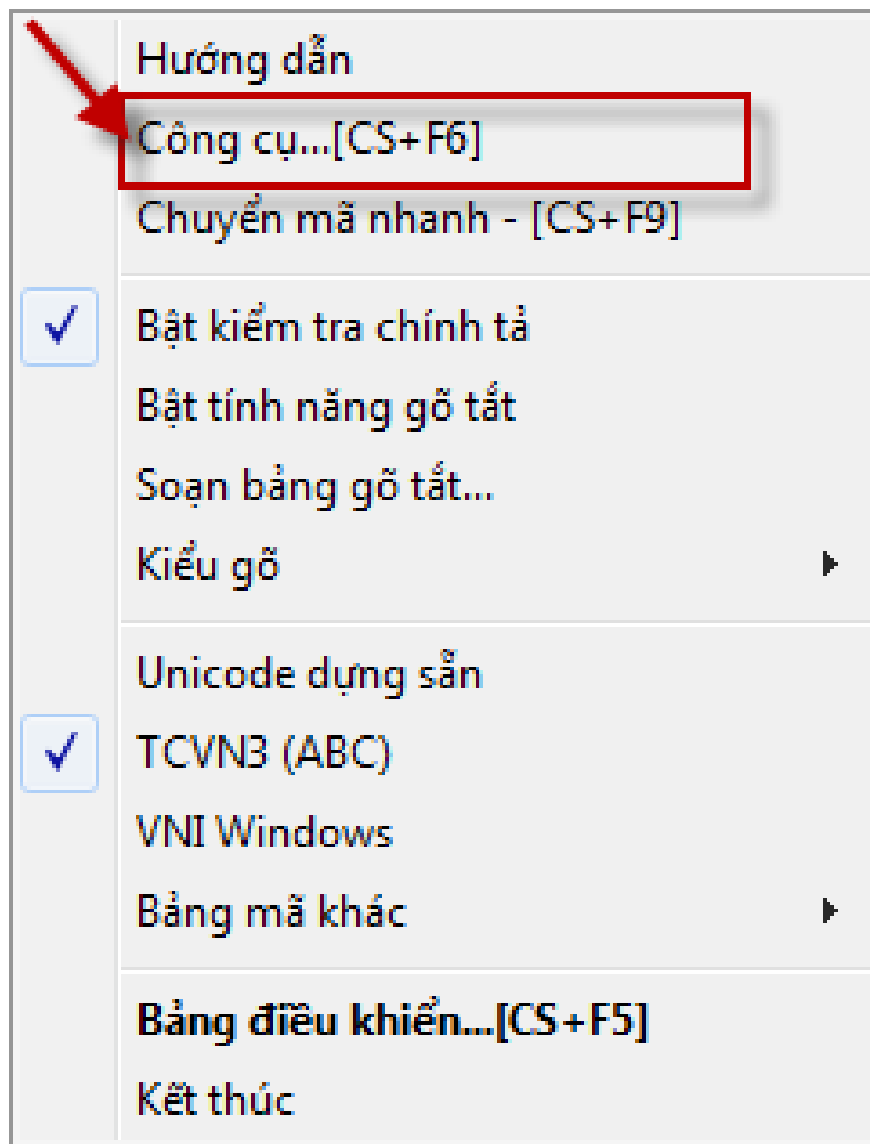 Hướng dẫn
Công cụ...[CS+F6]
Chuyển mã nhanh - [CS+F9]
Bật kiểm tra chính tả
Bật tính năng gõ tắt
Soạn bảng gõ tắt...
Kiểu gõ
Unicode dựng sẵn
TCVN3 (ABC)
VNI Windows
Bảng mã khác
Bảng điều khiển...[CS+F5]
Kết thúc